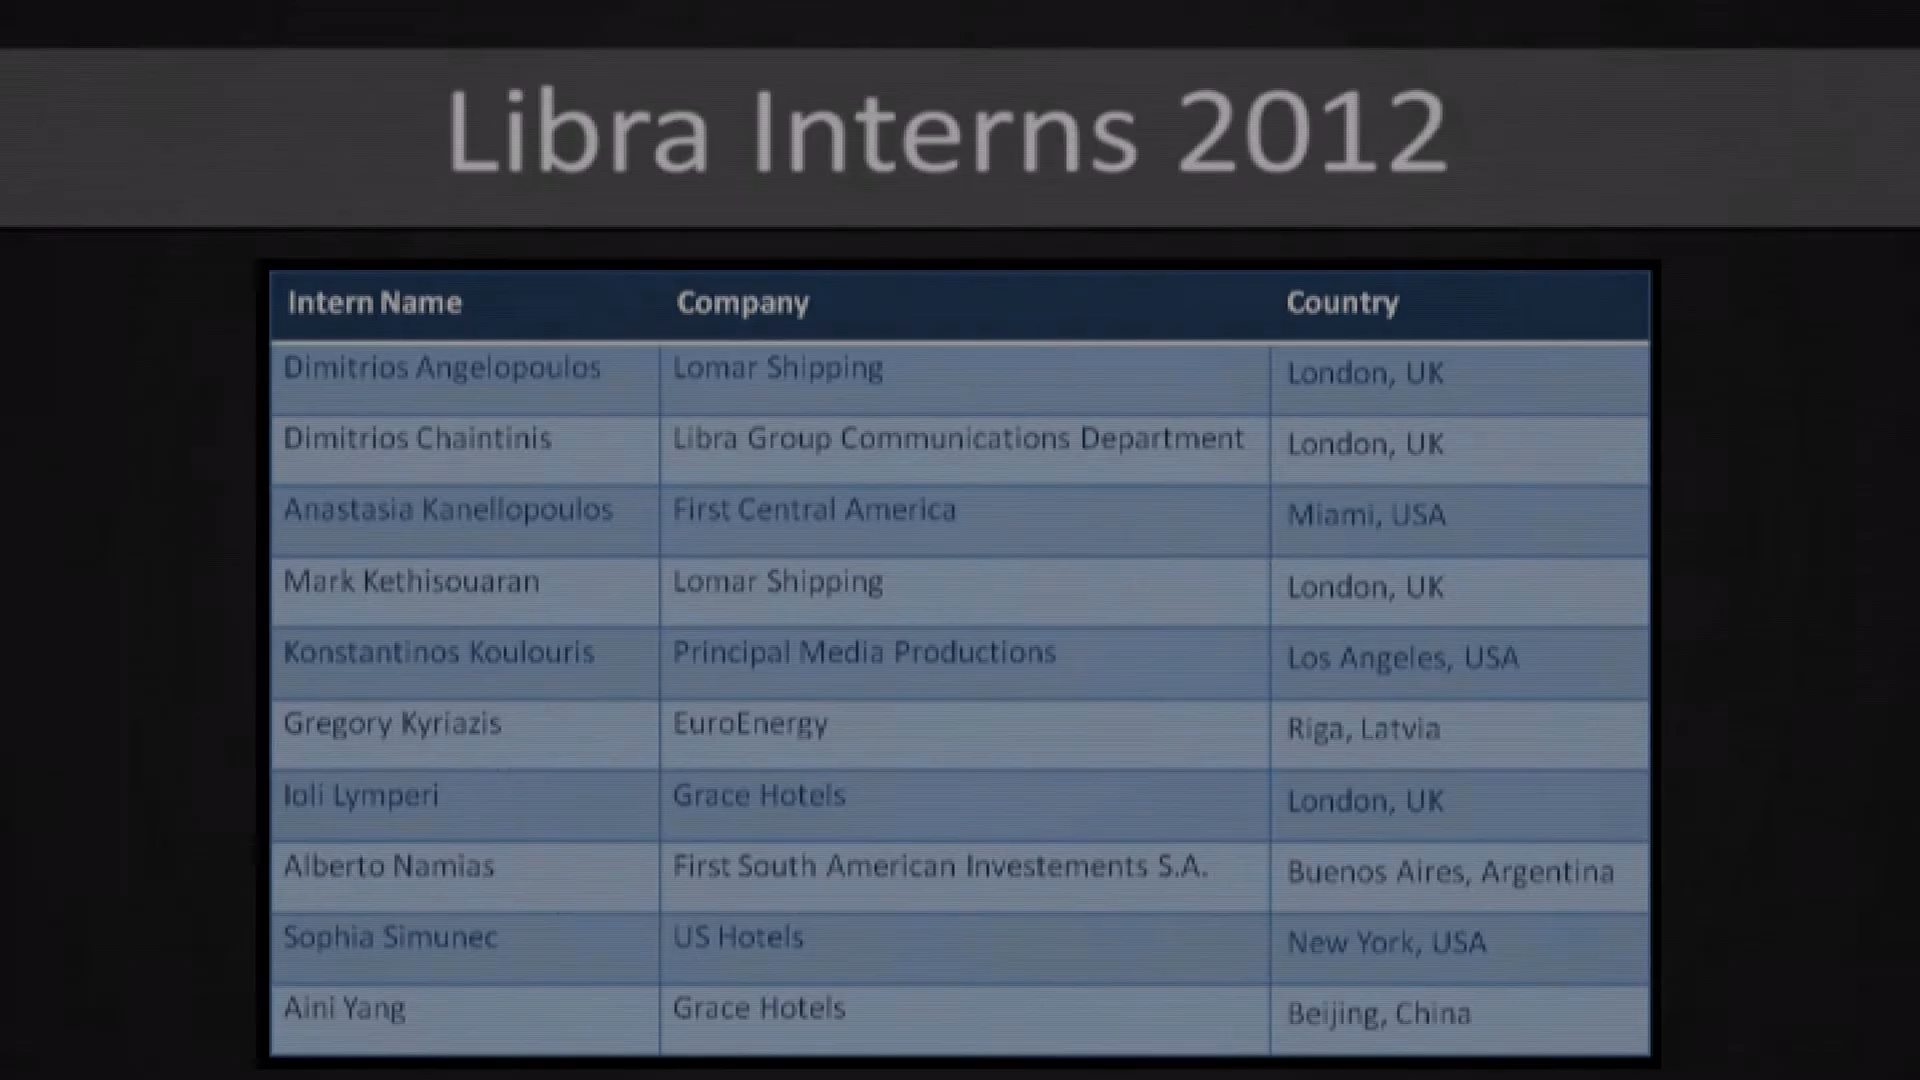 Libra Interns 2012
Intern Name Company Country
Dimitrios Angelopoulos Lomar Shipping London, UK
Dimitrios Chaintinis Libra Group Communications Department London, UK
Anastasia Kanellopoulos First Central America Miami, USA
Mark Kethisouaran Lomar Shipping London, UK
Konstantinos Koulouris Principal Media Productions Los Angeles, USA
Gregory Kyriazis EuroEnergy Riga, Latvia
Ioli Lymperi Grace Hotels London, UK
Alberto Namias First South American Investements S.A. Buenos Aires, Argentina
Sophia Simunec US Hotels New York, USA
Aini Yang Grace Hotels Beijing, China